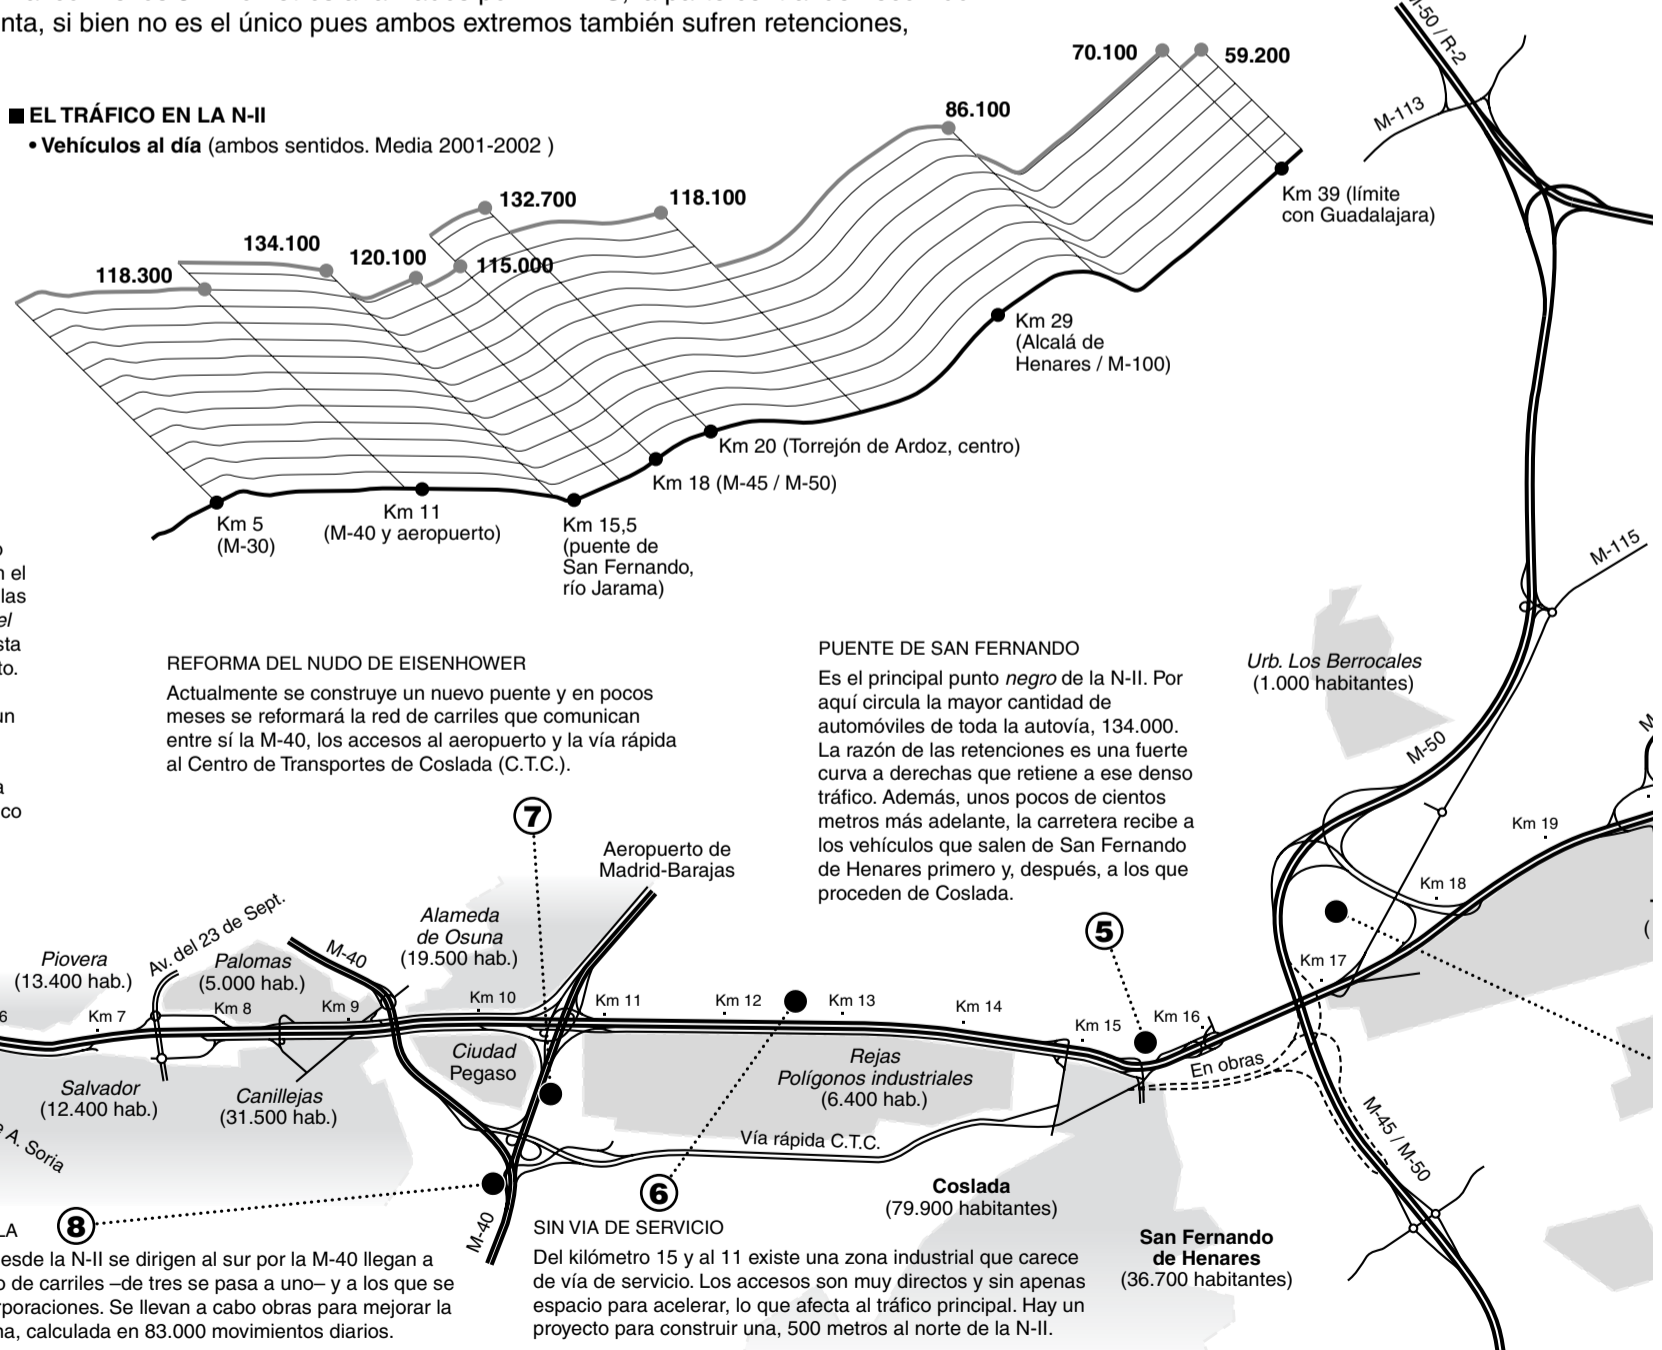 nta, si bien no es el único pues ambos extremos también sufren retenciones,
EL TRÁFICO EN LA N-II
• Vehículos al día (ambos sentidos. Media 2001-2002 )
118.300
134.100
120.100
132.700
115.000
118.100
86.100
70.100
59.200
Km 5
(M-30)
Km 11
(M-40 y aeropuerto)
Km 15,5
(puente de
San Fernando,
río Jarama)
Km 18 (M-45 / M-50)
Km 20 (Torrejón de Ardoz, centro)
Km 29
(Alcalá de
Henares / M-100)
Km 39 (límite
con Guadalajara)
M-50 / R-2
M-113
M-115
n el
las
el
sta
to.
un
a
co
REFORMA DEL NUDO DE EISENHOWER
Actualmente se construye un nuevo puente y en pocos
meses se reformará la red de carriles que comunican
entre sí la M-40, los accesos al aeropuerto y la vía rápida
al Centro de Transportes de Coslada (C.T.C.).
PUENTE DE SAN FERNANDO
Es el principal punto negro de la N-II. Por
aquí circula la mayor cantidad de
automóviles de toda la autovía, 134.000.
La razón de las retenciones es una fuerte
curva a derechas que retiene a ese denso
tráfico. Además, unos pocos de cientos
metros más adelante, la carretera recibe a
los vehículos que salen de San Fernando
de Henares primero y, después, a los que
proceden de Coslada.
Urb. Los Berrocales
(1.000 habitantes)
M-50
7
Aeropuerto de
Madrid-Barajas
5
Piovera
(13.400 hab.)
Av. del 23 de Sept.
Palomas
(5.000 hab.)
M-40
Alameda
de Osuna
(19.500 hab.)
6
Km 7
Km 8
Km 9
Km 10
Km 11
Km 12
Km 13
Km 14
Km 15
Km 16
Km 17
Km 18
Km 19
Salvador
(12.400 hab.)
Canillejas
(31.500 hab.)
Ciudad
Pegaso
Rejas
Polígonos industriales
(6.400 hab.)
En obras
e A. Soria
Vía rápida C.T.C.
M-45 / M-50
M-40
Coslada
(79.900 habitantes)
San Fernando
de Henares
(36.700 habitantes)
8
LA
esde la N-II se dirigen al sur por la M-40 llegan a
o de carriles –de tres se pasa a uno– y a los que se
rporaciones. Se llevan a cabo obras para mejorar la
na, calculada en 83.000 movimientos diarios.
6
SIN VIA DE SERVICIO
Del kilómetro 15 y al 11 existe una zona industrial que carece
de vía de servicio. Los accesos son muy directos y sin apenas
espacio para acelerar, lo que afecta al tráfico principal. Hay un
proyecto para construir una, 500 metros al norte de la N-II.